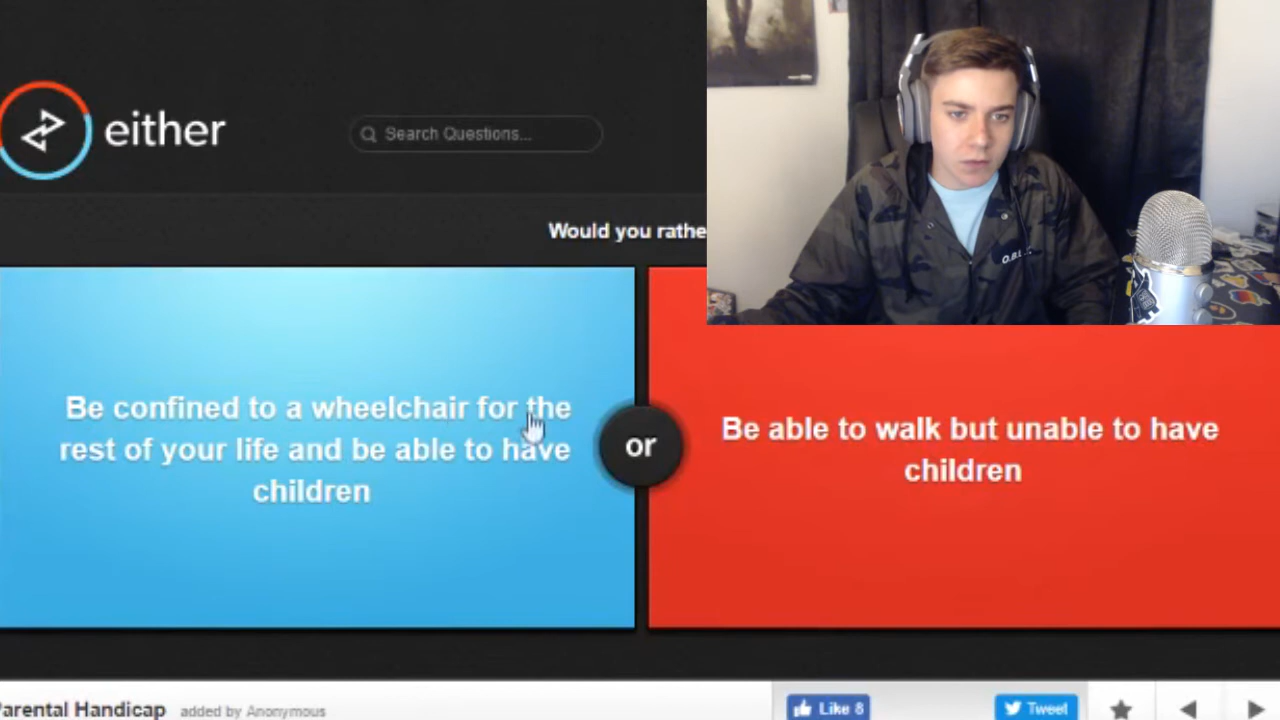 either
Search Questions...
Would you rathe
Be confined to a wheelchair for the
rest of your life and be able to have
children
or
Be able to walk but unable to have
children
Parental Handicap added by Anonymous
Like 8
Tweet